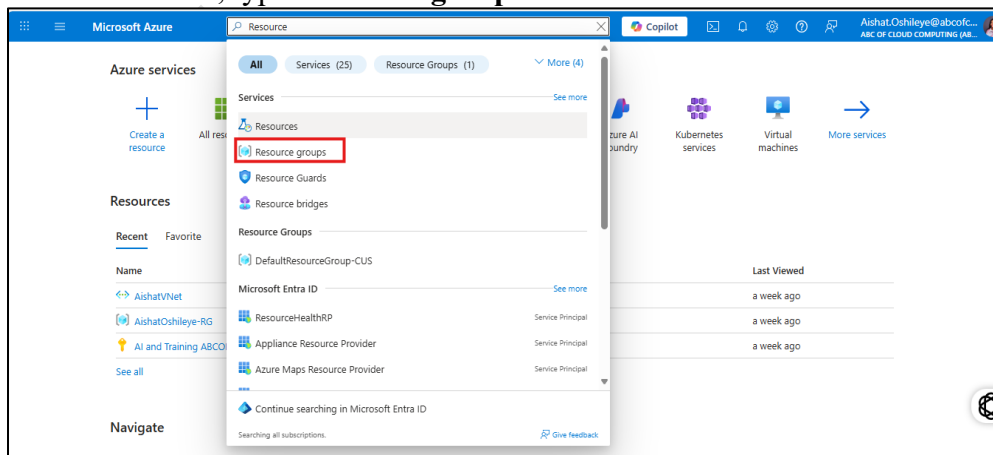 Microsoft Azure
Resource
Copilot
Aishat.Oshileye@abcofc...
ABC OF CLOUD COMPUTING (AB...
Azure services
All
Services (25)
Resource Groups (1)
More (4)
Services
See more
Resources
Resource groups
Resource Guards
Resource bridges
Resource Groups
DefaultResourceGroup-CUS
Microsoft Entra ID
See more
ResourceHealthRP
Service Principal
Appliance Resource Provider
Service Principal
Azure Maps Resource Provider
Service Principal
Continue searching in Microsoft Entra ID
Searching all subscriptions.
Give feedback
Create a
resource
Kubernetes
services
Virtual
machines
More services
Resources
Recent
Favorite
Name
Last Viewed
AishatVNet
a week ago
AishatOshileye-RG
a week ago
AI and Training ABCO
a week ago
See all
Navigate